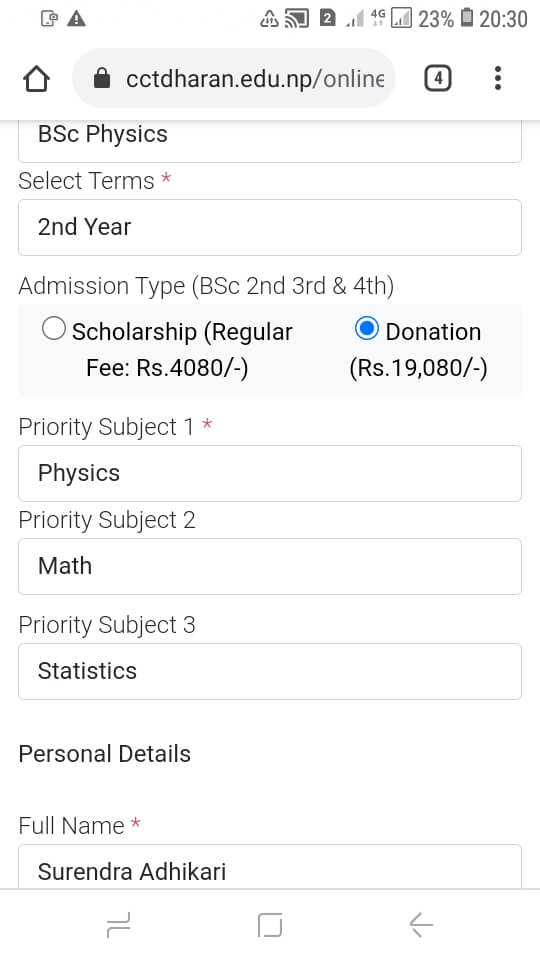 2 4G 23% 20:30
cctdharan.edu.np/online 4
BSc Physics
Select Terms *
2nd Year
Admission Type (BSc 2nd 3rd & 4th)
Scholarship (Regular Fee: Rs.4080/-)
Donation (Rs.19,080/-)
Priority Subject 1 *
Physics
Priority Subject 2
Math
Priority Subject 3
Statistics
Personal Details
Full Name *
Surendra Adhikari